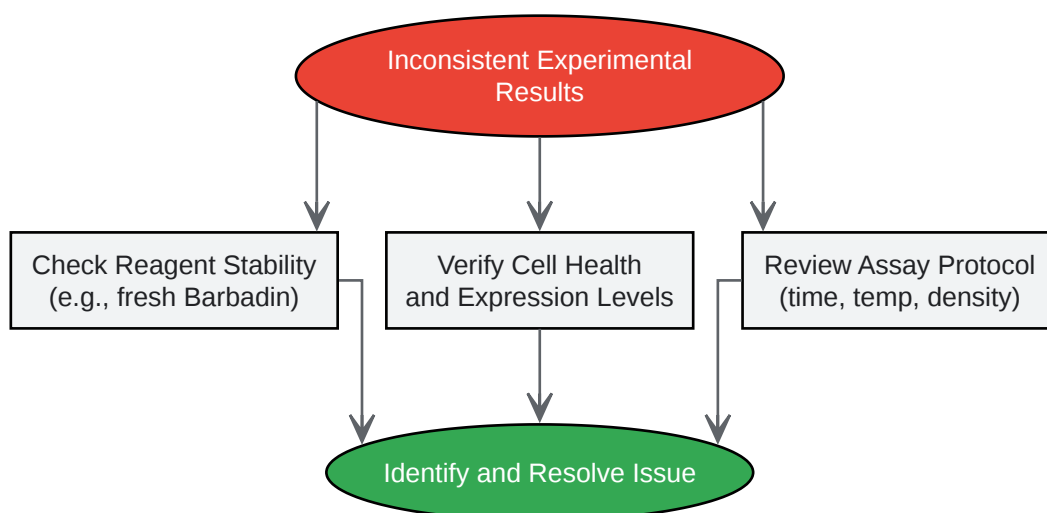 Inconsistent Experimental
Results
Check Reagent Stability
(e.g., fresh Barbadin)
Verify Cell Health
and Expression Levels
Review Assay Protocol
(time, temp, density)
Identify and Resolve Issue